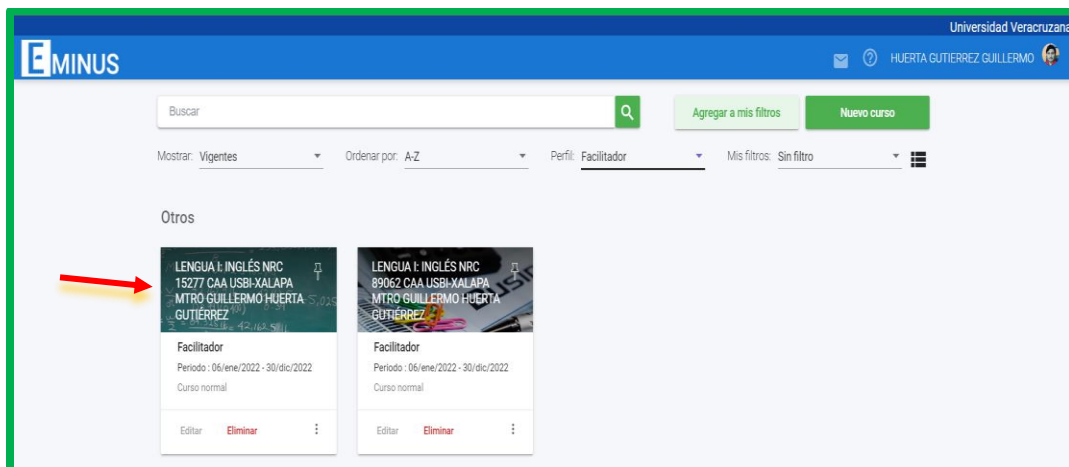 Universidad Veracruzana
EMINUS
HUERTA GUTIERREZ GUILLERMO
Buscar
Agregar a mis filtros
Nuevo curso
Mostrar: Vigentes
Ordenar por: A-Z
Perfil: Facilitador
Mis filtros: Sin filtro
Otros
LENGUA I: INGLÉS NRC
15277 CAA USBI-XALAPA
MTRO GUILLERMO HUERTA
GUTIÉRREZ
Facilitador
Periodo : 06/ene/2022 - 30/dic/2022
Curso normal
Editar
Eliminar
LENGUA I: INGLÉS NRC
89062 CAA USBI-XALAPA
MTRO GUILLERMO HUERTA
GUTIÉRREZ
Facilitador
Periodo : 06/ene/2022 - 30/dic/2022
Curso normal
Editar
Eliminar